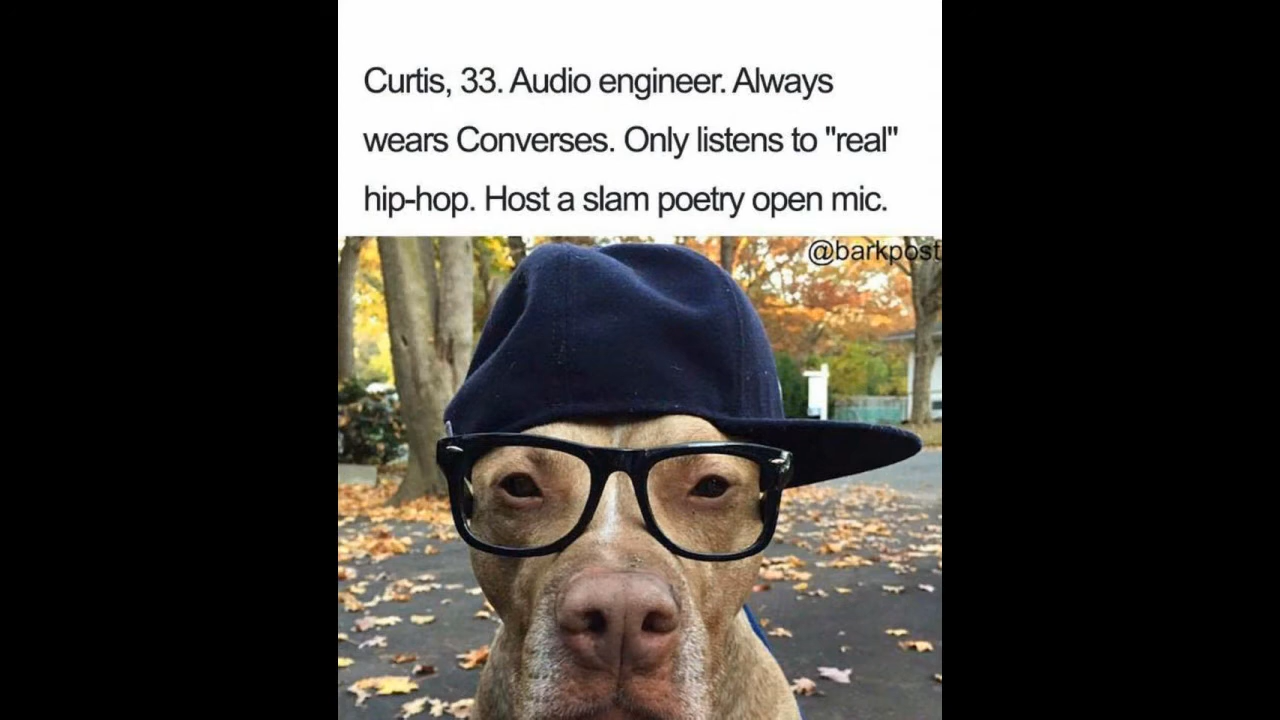 Curtis, 33. Audio engineer. Always
wears Converses. Only listens to "real"
hip-hop. Host a slam poetry open mic.
@barkpost